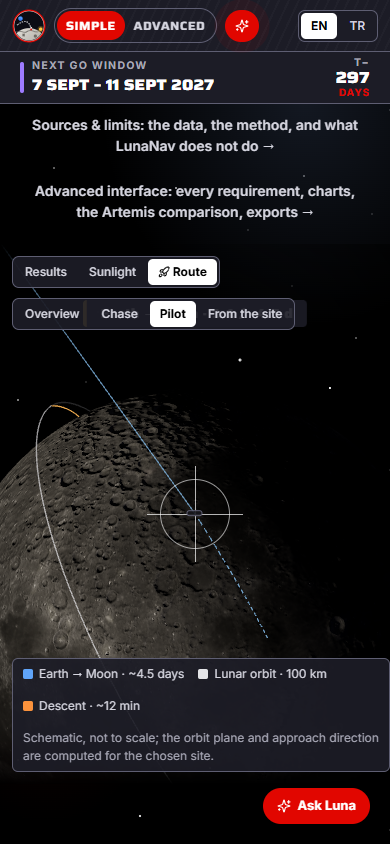 SIMPLE ADVANCED EN TR
NEXT GO WINDOW
7 SEPT – 11 SEPT 2027
T–
297
DAYS
Sources & limits: the data, the method, and what
LunaNav does not do →
Advanced interface: every requirement, charts,
the Artemis comparison, exports →
Results Sunlight Route
Overview Chase Pilot From the site
Earth → Moon · ~4.5 days Lunar orbit · 100 km
Descent · ~12 min
Schematic, not to scale; the orbit plane and approach direction
are computed for the chosen site.
Ask Luna